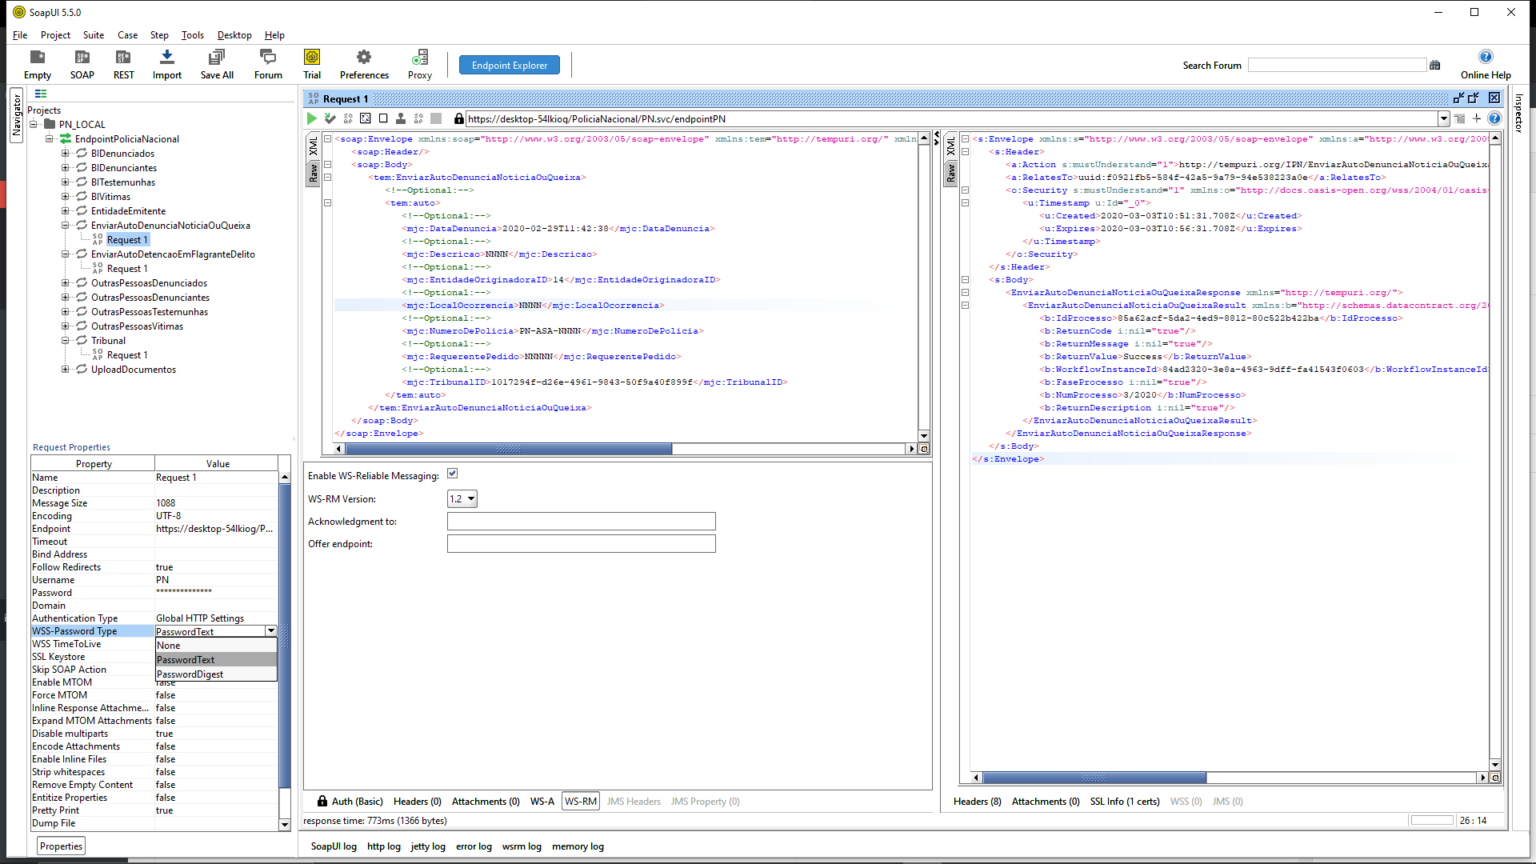 SoapUI 5.5.0
File Project Suite Case Step Tools Desktop Help
Empty SOAP REST Import Save All Forum Trial Preferences Proxy
Endpoint Explorer
Search Forum
Online Help
Navigator
Projects
PN_LOCAL
EndpointPoliciaNacional
BIDenunciados
BIDenunciantes
BITestemunhas
BIVitimas
EntidadeEmitente
EnviarAutoDenunciaNoticiaOuQueixa
Request 1
EnviarAutoDetencaoEmFlagranteDelito
Request 1
OutrasPessoasDenunciados
OutrasPessoasDenunciantes
OutrasPessoasTestemunhas
OutrasPessoasVitimas
Tribunal
Request 1
UploadDocumentos
Request Properties
Property Value
Name Request 1
Description
Message Size 1088
Encoding UTF-8
Endpoint https://desktop-54lkioq/P...
Timeout
Bind Address
Follow Redirects true
Username PN
Password **************
Domain
Authentication Type Global HTTP Settings
WSS-Password Type PasswordText
WSS TimeToLive
None
SSL Keystore
PasswordText
Skip SOAP Action
PasswordDigest
Enable MTOM false
Force MTOM false
Inline Response Attachme... false
Expand MTOM Attachments false
Disable multiparts true
Encode Attachments false
Enable Inline Files false
Strip whitespaces false
Remove Empty Content false
Entitize Properties false
Pretty Print true
Dump File
Properties
Request 1
https://desktop-54lkioq/PoliciaNacional/PN.svc/endpointPN
XML
Raw
<soap:Envelope xmlns:soap="http://www.w3.org/2003/05/soap-envelope" xmlns:tem="http://tempuri.org/" xmln
<soap:Header/>
<soap:Body>
<tem:EnviarAutoDenunciaNoticiaOuQueixa>
<!--Optional:-->
<tem:auto>
<!--Optional:-->
<mjc:DataDenuncia>2020-02-29T11:42:38</mjc:DataDenuncia>
<!--Optional:-->
<mjc:Descricao>NNNN</mjc:Descricao>
<!--Optional:-->
<mjc:EntidadeOriginadoraID>14</mjc:EntidadeOriginadoraID>
<!--Optional:-->
<mjc:LocalOcorrencia>NNNN</mjc:LocalOcorrencia>
<!--Optional:-->
<mjc:NumeroDePolicia>PN-ASA-NNNN</mjc:NumeroDePolicia>
<!--Optional:-->
<mjc:RequerentePedido>NNNNN</mjc:RequerentePedido>
<!--Optional:-->
<mjc:TribunalID>1017294f-d26e-4961-9843-50f9a40f899f</mjc:TribunalID>
</tem:auto>
</tem:EnviarAutoDenunciaNoticiaOuQueixa>
</soap:Body>
</soap:Envelope>
Enable WS-Reliable Messaging:
WS-RM Version: 1.2
Acknowledgment to:
Offer endpoint:
Auth (Basic) Headers (0) Attachments (0) WS-A WS-RM JMS Headers JMS Property (0)
response time: 773ms (1366 bytes)
XML
Raw
<s:Envelope xmlns:s="http://www.w3.org/2003/05/soap-envelope" xmlns:a="http://www.w3.org/200
<s:Header>
<a:Action s:mustUnderstand="1">http://tempuri.org/IPN/EnviarAutoDenunciaNoticiaOuQueixa
<a:RelatesTo>uuid:f0921fb5-584f-42a5-9a79-94e538223a0e</a:RelatesTo>
<o:Security s:mustUnderstand="1" xmlns:o="http://docs.oasis-open.org/wss/2004/01/oasis-
<u:Timestamp u:Id="_0">
<u:Created>2020-03-03T10:51:31.708Z</u:Created>
<u:Expires>2020-03-03T10:56:31.708Z</u:Expires>
</u:Timestamp>
</o:Security>
</s:Header>
<s:Body>
<EnviarAutoDenunciaNoticiaOuQueixaResponse xmlns="http://tempuri.org/">
<EnviarAutoDenunciaNoticiaOuQueixaResult xmlns:b="http://schemas.datacontract.org/20
<b:IdProcesso>85a62acf-5da2-4ed9-8812-80c522b422ba</b:IdProcesso>
<b:ReturnCode i:nil="true"/>
<b:ReturnMessage i:nil="true"/>
<b:ReturnValue>Success</b:ReturnValue>
<b:WorkflowInstanceId>84ad2320-3e8a-4963-9dff-fa41543f0603</b:WorkflowInstanceId
<b:FaseProcesso i:nil="true"/>
<b:NumProcesso>3/2020</b:NumProcesso>
<b:ReturnDescription i:nil="true"/>
</EnviarAutoDenunciaNoticiaOuQueixaResult>
</EnviarAutoDenunciaNoticiaOuQueixaResponse>
</s:Body>
</s:Envelope>
Headers (8) Attachments (0) SSL Info (1 certs) WSS (0) JMS (0)
26 : 14
Inspector
SoapUI log http log jetty log error log wsrm log memory log